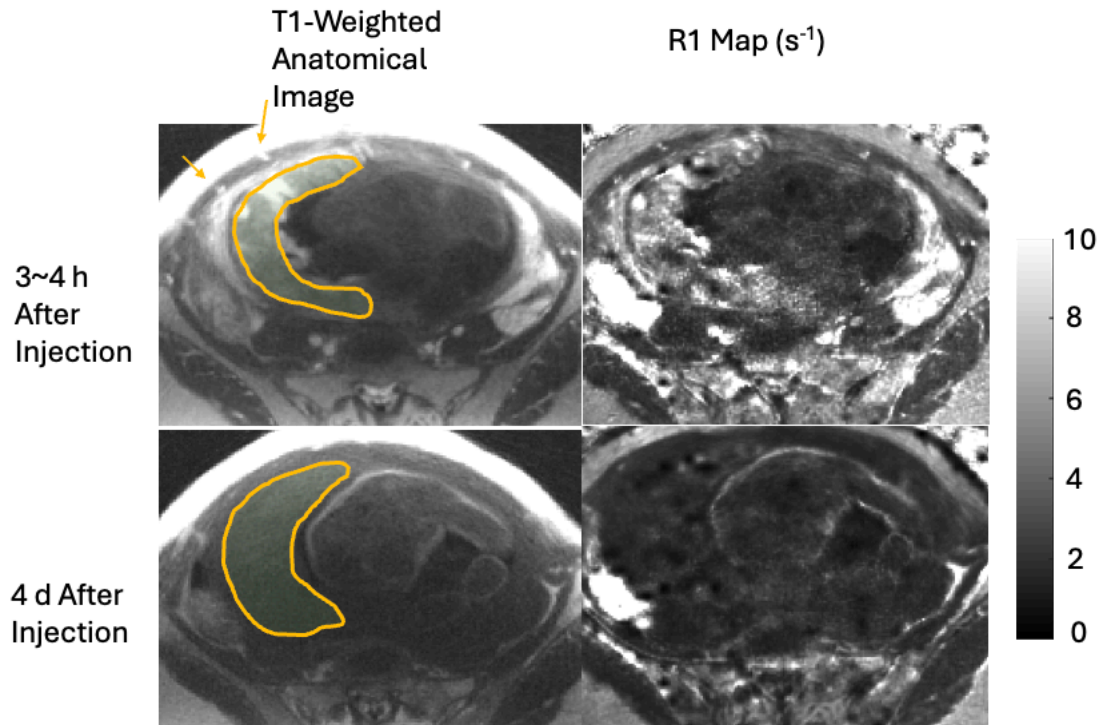 T1-Weighted
Anatomical
Image
R1 Map (s⁻¹)
3~4 h
After
Injection
4 d After
Injection
10
8
6
4
2
0